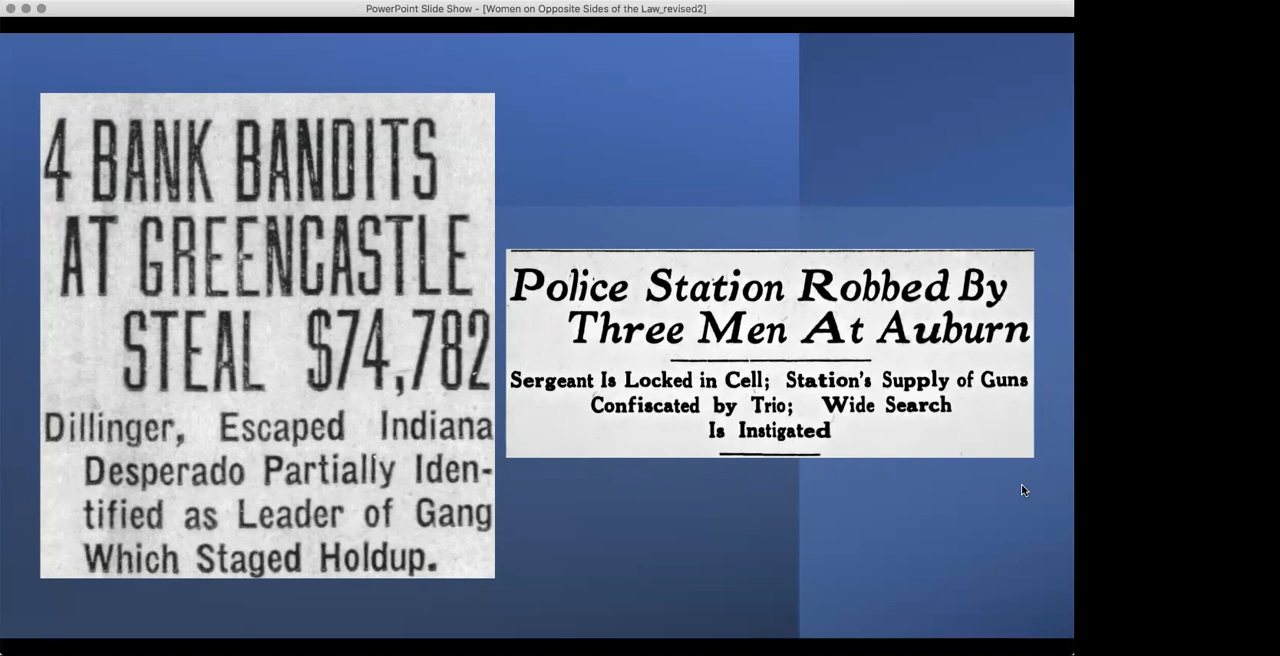 PowerPoint Slide Show - [Women on Opposite Sides of the Law_revised2]
4 BANK BANDITS
AT GREENCASTLE
STEAL $74,782
Dillinger, Escaped Indiana
Desperado Partially Iden-
tified as Leader of Gang
Which Staged Holdup.
Police Station Robbed By
Three Men At Auburn
Sergeant Is Locked in Cell; Station's Supply of Guns
Confiscated by Trio; Wide Search
Is Instigated